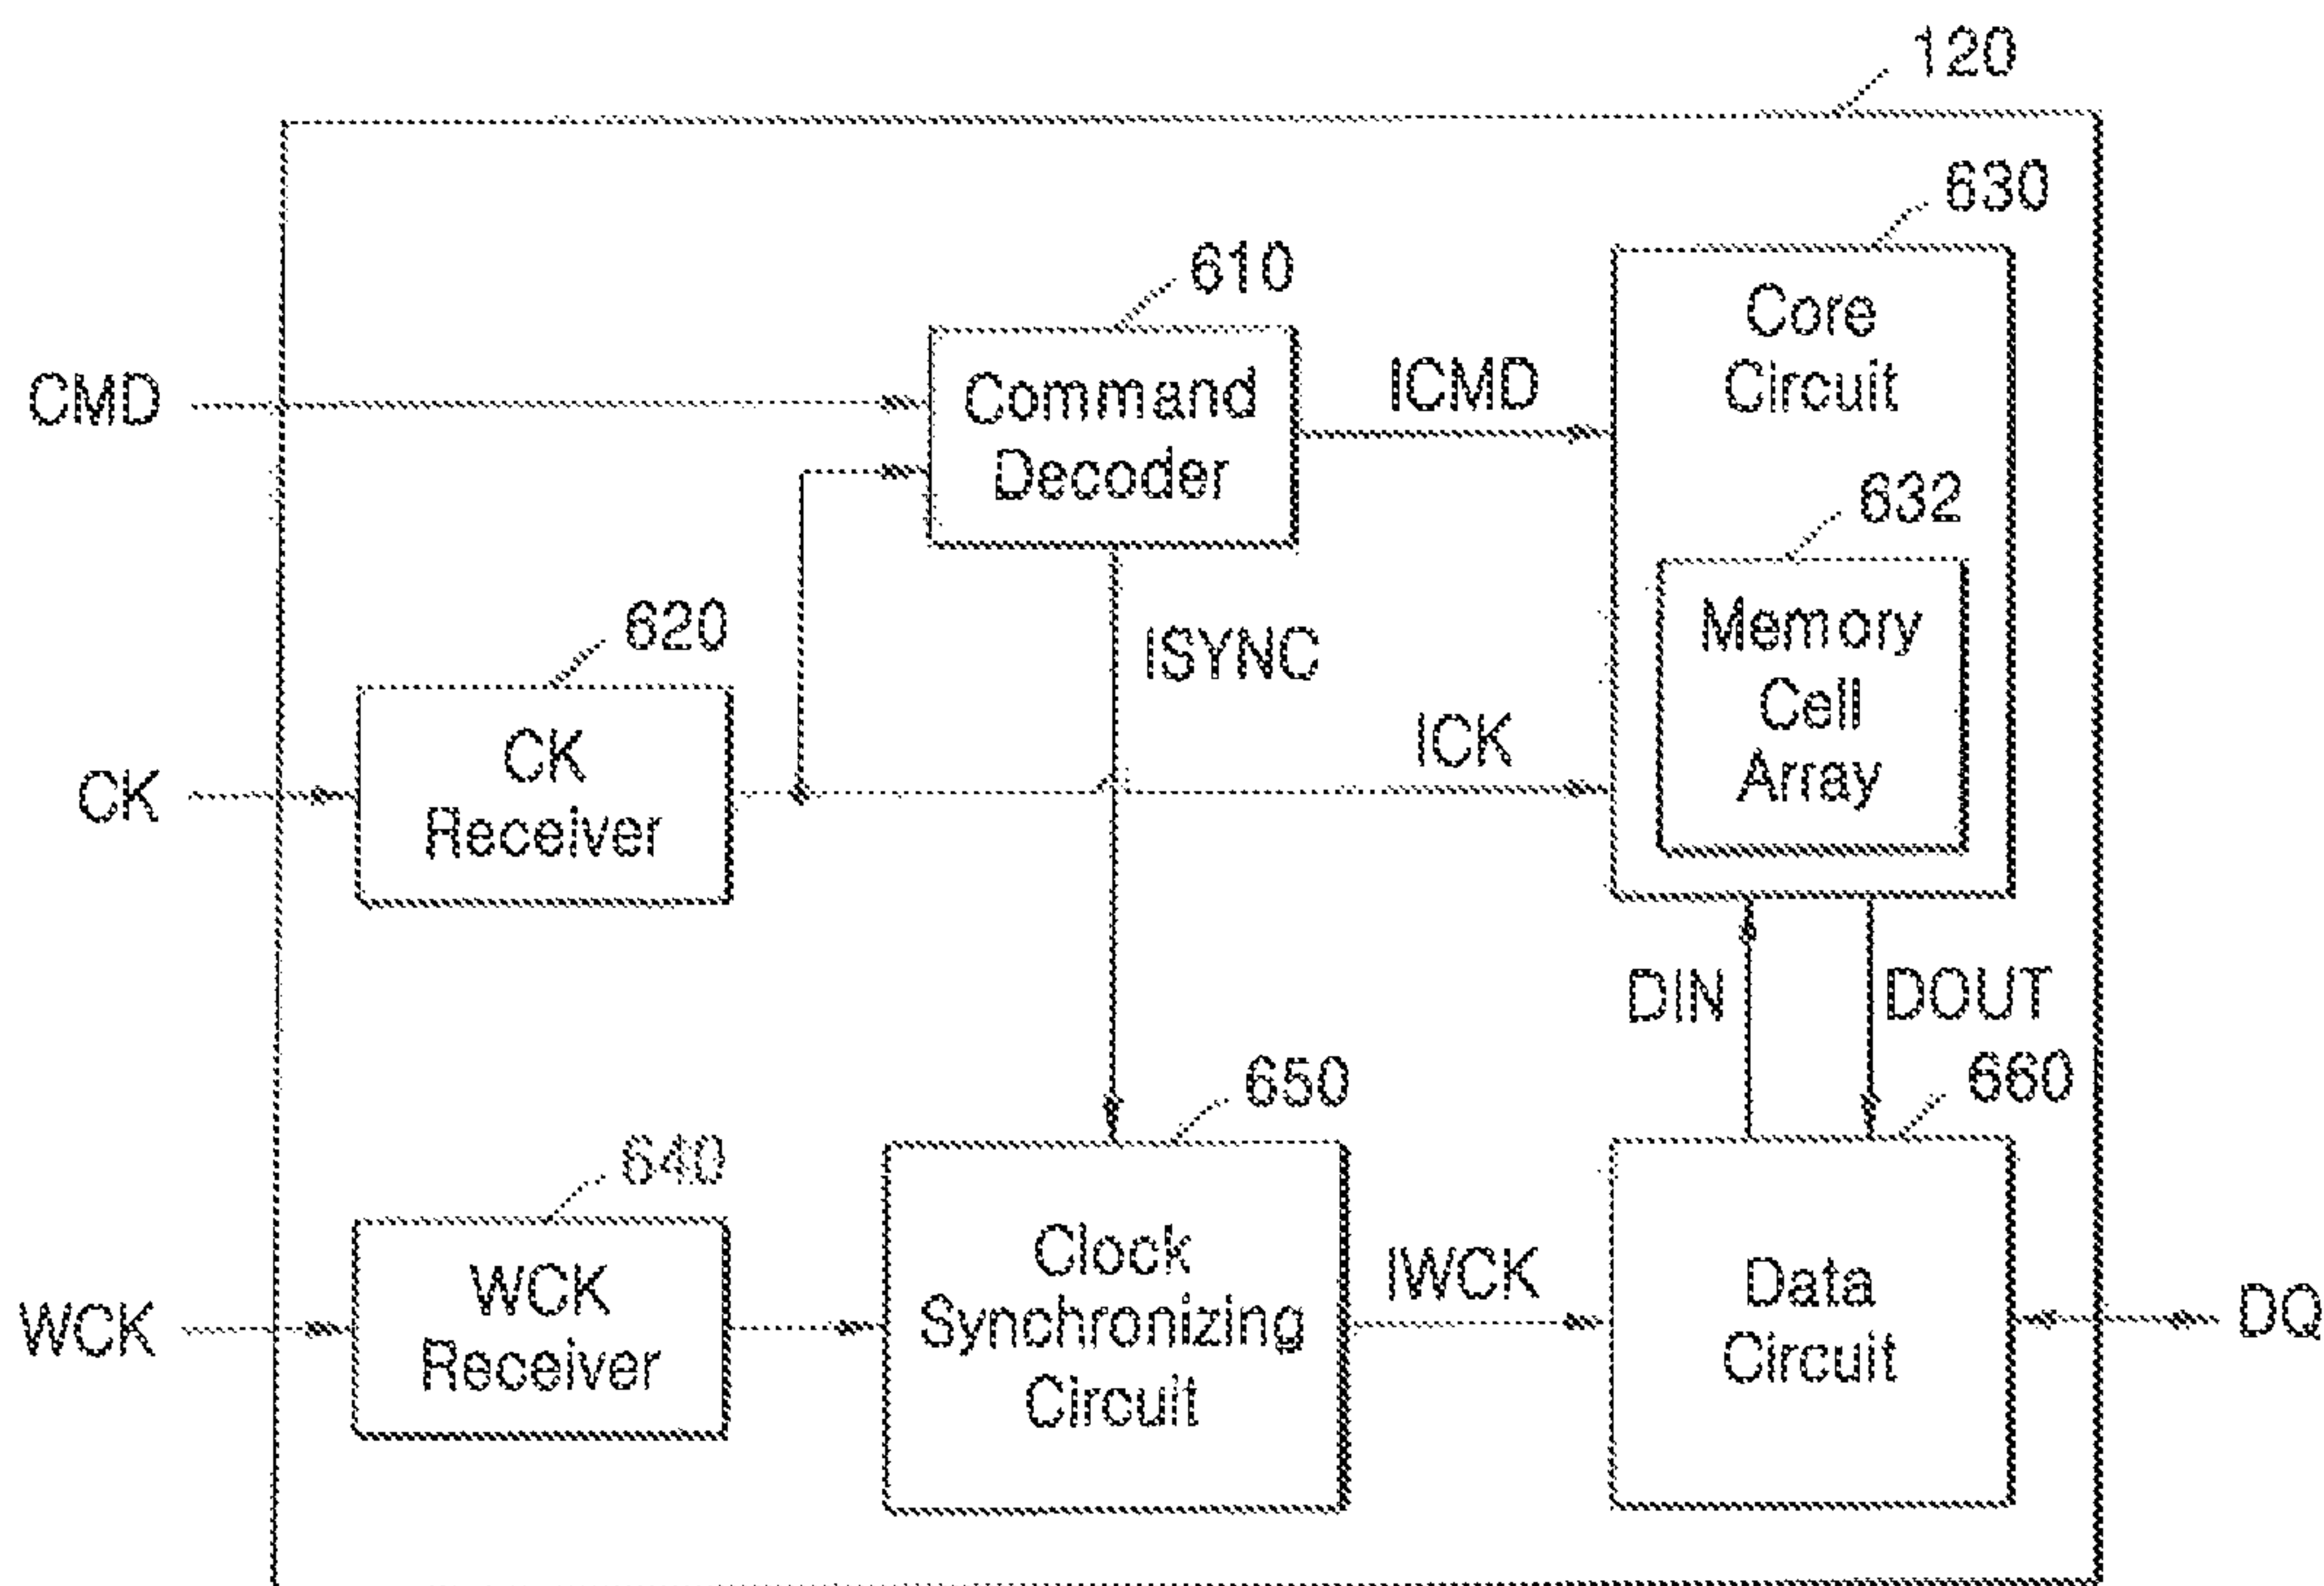 120
630
610
Core
Circuit
CMD
Command
Decoder
ICMD
632
620
ISYNC
Memory
Cell
Array
CK
CK
Receiver
ICK
DIN
DOUT
650
660
640
WCK
WCK
Receiver
Clock
Synchronizing
Circuit
IWCK
Data
Circuit
DQ